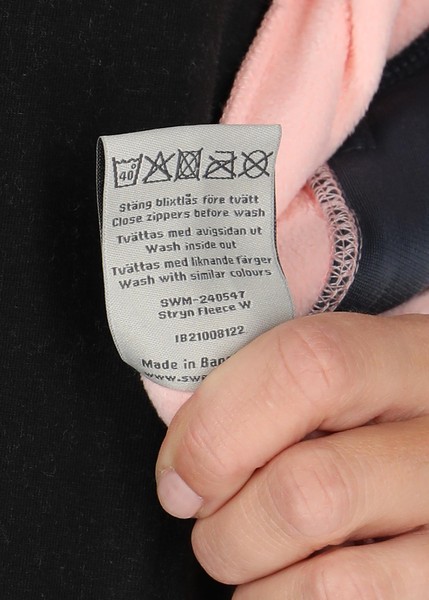 40
Stäng blixtlås före tvätt
Close zippers before wash
Tvättas med avigsidan ut
Wash inside out
Tvättas med liknande färger
Wash with similar colours
SWM-240547
Stryn Fleece W
IB21008122
Made in